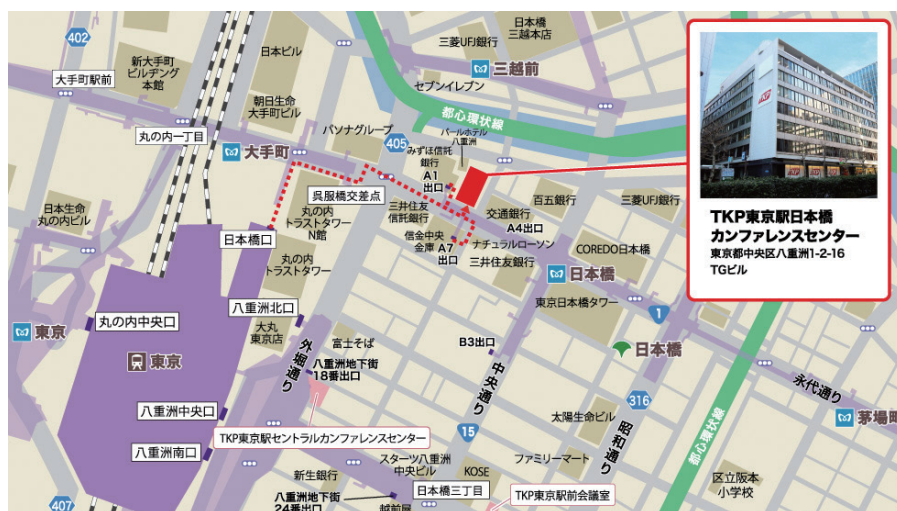 402
大手町駅前
新大手町
ビルヂング
本館
日本ビル
朝日生命
大手町ビル
丸の内一丁目
大手町
パソナグループ
405
三菱UFJ銀行
日本橋
三越本店
三越前
セブンイレブン
都心環状線
パールホテル
八重洲
みずほ信託
銀行
A1
出口
呉服橋交差点
三井住友
信託銀行
信金中央
金庫
A7
出口
日本生命
丸の内ビル
日本橋口
丸の内
トラストタワー
N館
丸の内
トラストタワー
交通銀行
A4出口
百五銀行
三菱UFJ銀行
ナチュラルローソン
三井住友銀行
COREDO日本橋
日本橋
東京日本橋タワー
1
TKP
TKP東京駅日本橋
カンファレンスセンター
東京都中央区八重洲1-2-16
TGビル
東京
丸の内中央口
東京
八重洲北口
大丸
東京店
外堀通り
富士そば
八重洲地下街
18番出口
B3出口
中央通り
日本橋
永代通り
茅場町
八重洲中央口
八重洲南口
TKP東京駅セントラルカンファレンスセンター
15
316
昭和通り
太陽生命ビル
都心環状線
新生銀行
スターツ八重洲
中央ビル
KOSE
ファミリーマート
区立阪本
小学校
407
八重洲地下街
24番出口
越前屋
日本橋三丁目
TKP東京駅前会議室